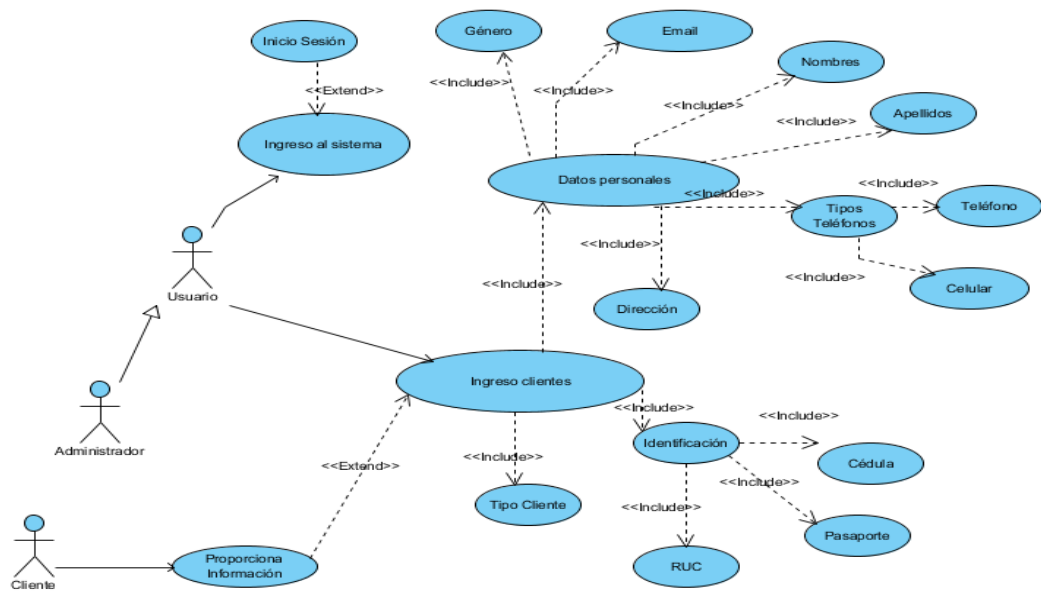 Inicio Sesión
Género
Email
Nombres
Apellidos
<<Extend>>
<<Include>>
<<Include>>
<<Include>>
<<Include>>
Ingreso al sistema
Datos personales
<<Include>>
<<Include>>
Tipos
Teléfonos
Teléfono
<<Include>>
<<Include>>
<<Include>>
Celular
Usuario
Dirección
Ingreso clientes
Administrador
<<Extend>>
<<Include>>
<<Include>>
<<Include>>
Identificación
Cédula
Tipo Cliente
<<Include>>
<<Include>>
Pasaporte
RUC
Proporciona
Información
Cliente